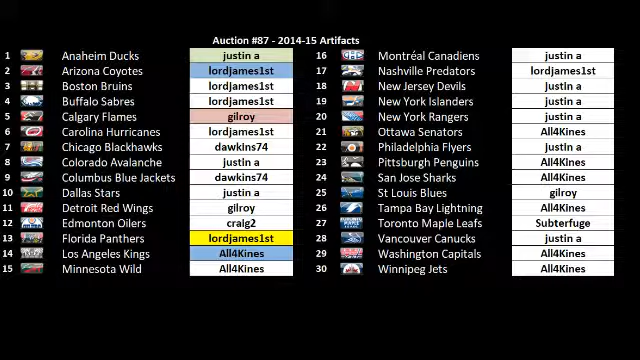 Auction #87 - 2014-15 Artifacts
1 Anaheim Ducks justin a
2 Arizona Coyotes lordjames1st
3 Boston Bruins lordjames1st
4 Buffalo Sabres lordjames1st
5 Calgary Flames gilroy
6 Carolina Hurricanes lordjames1st
7 Chicago Blackhawks dawkins74
8 Colorado Avalanche justin a
9 Columbus Blue Jackets dawkins74
10 Dallas Stars justin a
11 Detroit Red Wings gilroy
12 Edmonton Oilers craig2
13 Florida Panthers lordjames1st
14 Los Angeles Kings All4Kines
15 Minnesota Wild All4Kines
16 Montréal Canadiens justin a
17 Nashville Predators lordjames1st
18 New Jersey Devils justin a
19 New York Islanders justin a
20 New York Rangers justin a
21 Ottawa Senators All4Kines
22 Philadelphia Flyers justin a
23 Pittsburgh Penguins All4Kines
24 San Jose Sharks All4Kines
25 St Louis Blues gilroy
26 Tampa Bay Lightning All4Kines
27 Toronto Maple Leafs Subterfuge
28 Vancouver Canucks justin a
29 Washington Capitals All4Kines
30 Winnipeg Jets All4Kines